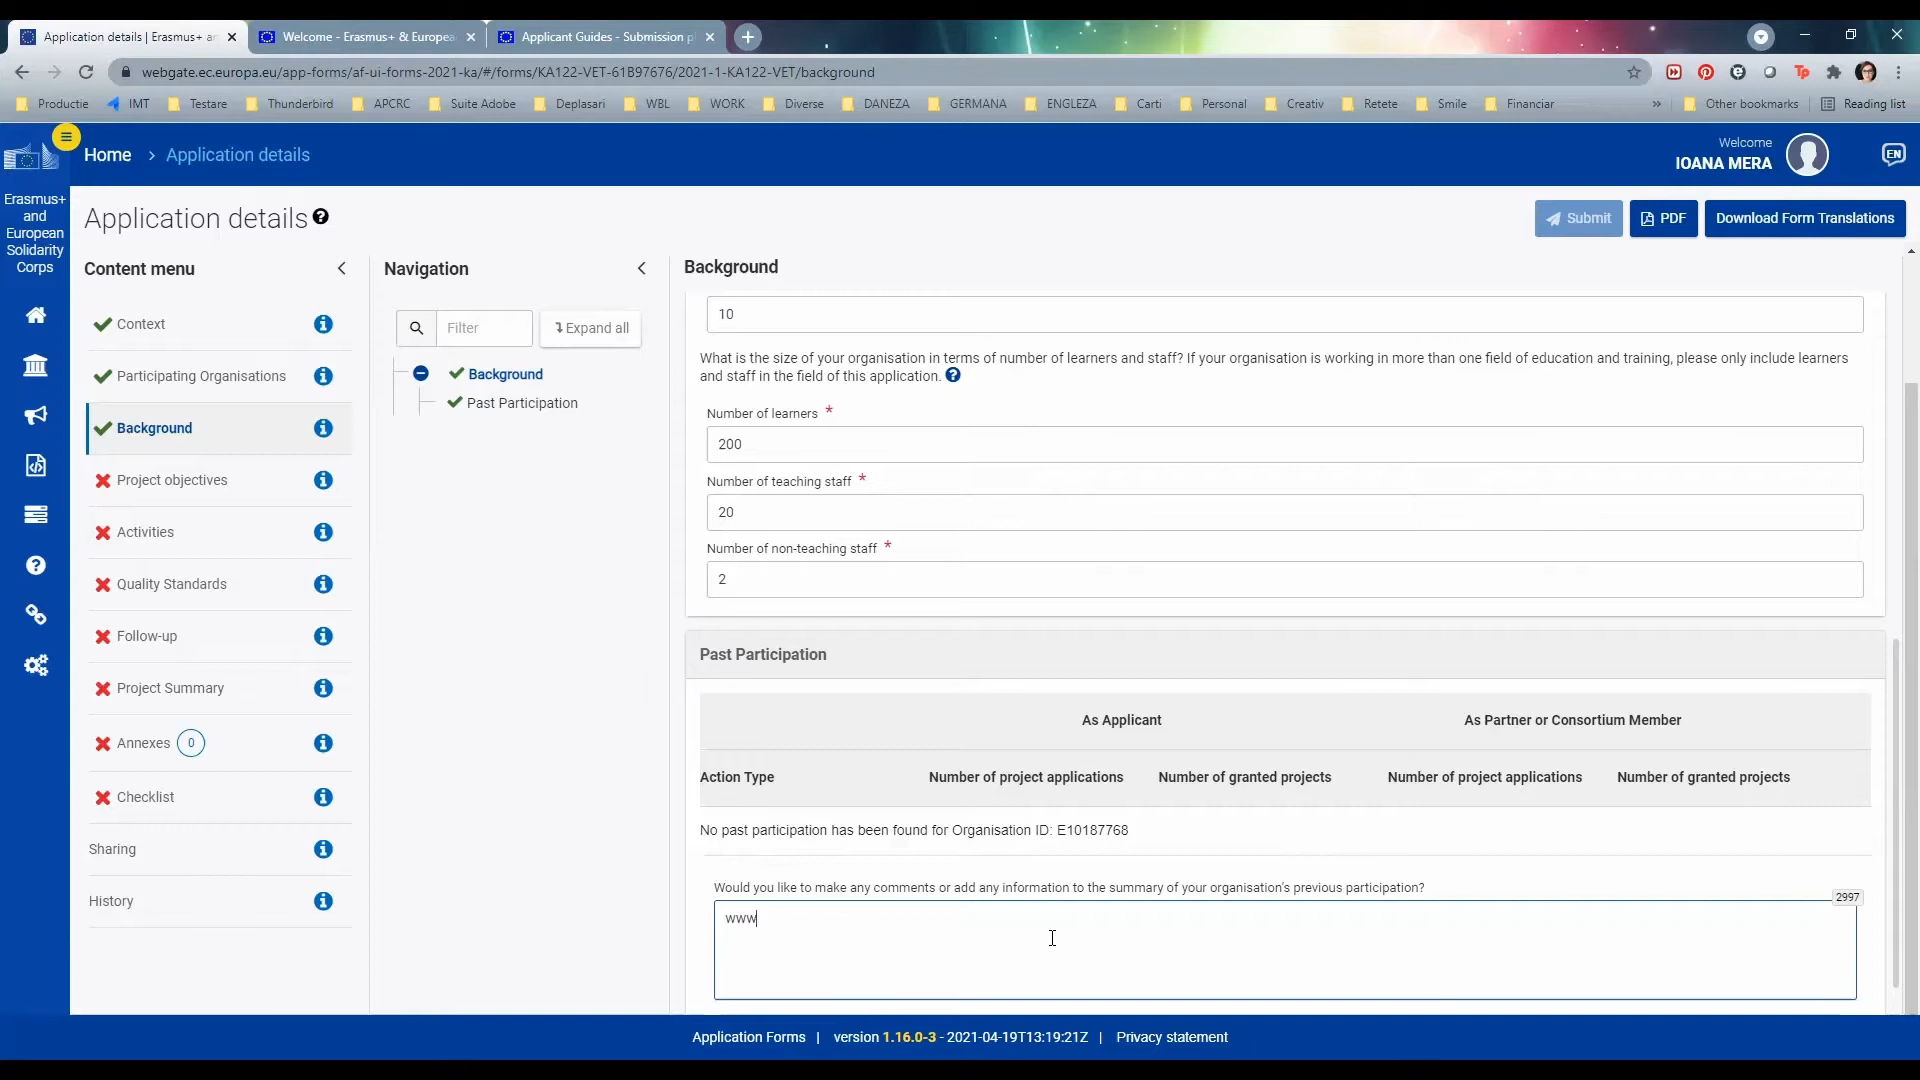 Application details | Erasmus+ an
Welcome - Erasmus+ & Europea
Applicant Guides - Submission p
webgate.ec.europa.eu/app-forms/af-ui-forms-2021-ka/#/forms/KA122-VET-61B97676/2021-1-KA122-VET/background
Productie IMT Testare Thunderbird APCRC Suite Adobe Deplasari WBL WORK Diverse DANEZA GERMANA ENGLEZA Carti Personal Creativ Retete Smile Financiar » Other bookmarks Reading list
Home > Application details
Welcome
IOANA MERA
EN
Erasmus+
and
European
Solidarity
Corps
Application details
Submit
PDF
Download Form Translations
Content menu
Context
Participating Organisations
Background
Project objectives
Activities
Quality Standards
Follow-up
Project Summary
Annexes 0
Checklist
Sharing
History
Navigation
Filter
Expand all
Background
Past Participation
Background
10
What is the size of your organisation in terms of number of learners and staff? If your organisation is working in more than one field of education and training, please only include learners
and staff in the field of this application.
Number of learners *
200
Number of teaching staff *
20
Number of non-teaching staff *
2
Past Participation
As Applicant As Partner or Consortium Member
Action Type Number of project applications Number of granted projects Number of project applications Number of granted projects
No past participation has been found for Organisation ID: E10187768
Would you like to make any comments or add any information to the summary of your organisation's previous participation?
2997
www
Application Forms | version 1.16.0-3 - 2021-04-19T13:19:21Z | Privacy statement